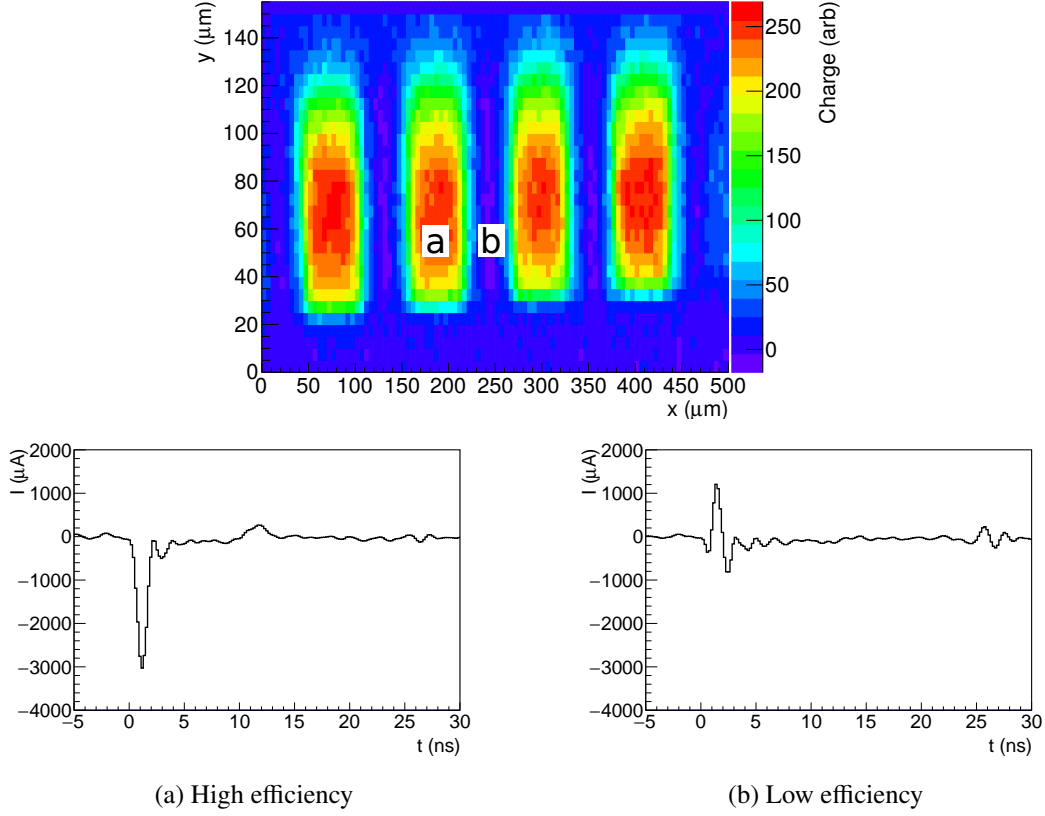 y (μm)
140
120
100
80
60
40
20
0
a
b
0 50 100 150 200 250 300 350 400 450 500
x (μm)
250
200
150
100
50
0
Charge (arb)
I (μA)
2000
1000
0
−1000
−2000
−3000
−4000
−5 0 5 10 15 20 25 30
t (ns)
I (μA)
2000
1000
0
−1000
−2000
−3000
−4000
−5 0 5 10 15 20 25 30
t (ns)
(a) High efficiency
(b) Low efficiency